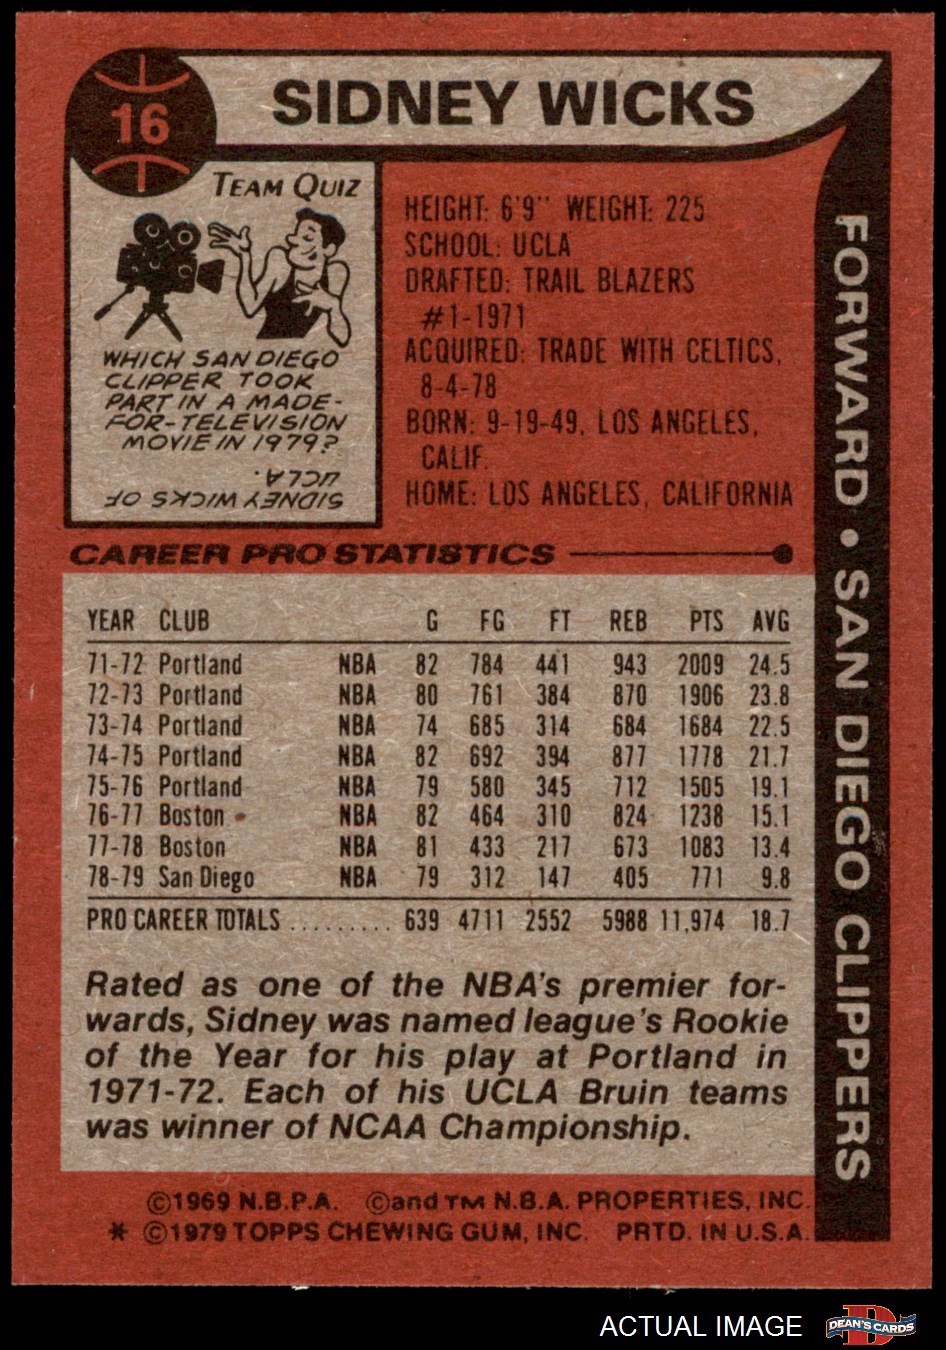 16
SIDNEY WICKS
TEAM QUIZ
WHICH SAN DIEGO
CLIPPER TOOK
PART IN A MADE-
FOR-TELEVISION
MOVIE IN 1979?
SIDNEY WICKS OF
UCLA.
HEIGHT: 6'9" WEIGHT: 225
SCHOOL: UCLA
DRAFTED: TRAIL BLAZERS
#1-1971
ACQUIRED: TRADE WITH CELTICS,
8-4-78
BORN: 9-19-49, LOS ANGELES,
CALIF.
HOME: LOS ANGELES, CALIFORNIA
FORWARD • SAN DIEGO CLIPPERS
CAREER PRO STATISTICS
YEAR CLUB G FG FT REB PTS AVG
71-72 Portland NBA 82 784 441 943 2009 24.5
72-73 Portland NBA 80 761 384 870 1906 23.8
73-74 Portland NBA 74 685 314 684 1684 22.5
74-75 Portland NBA 82 692 394 877 1778 21.7
75-76 Portland NBA 79 580 345 712 1505 19.1
76-77 Boston NBA 82 464 310 824 1238 15.1
77-78 Boston NBA 81 433 217 673 1083 13.4
78-79 San Diego NBA 79 312 147 405 771 9.8
PRO CAREER TOTALS ......... 639 4711 2552 5988 11,974 18.7
Rated as one of the NBA's premier for-
wards, Sidney was named league's Rookie
of the Year for his play at Portland in
1971-72. Each of his UCLA Bruin teams
was winner of NCAA Championship.
©1969 N.B.P.A. ©and TM N.B.A. PROPERTIES, INC.
* ©1979 TOPPS CHEWING GUM, INC. PRTD. IN U.S.A.
ACTUAL IMAGE
DEAN'S CARDS